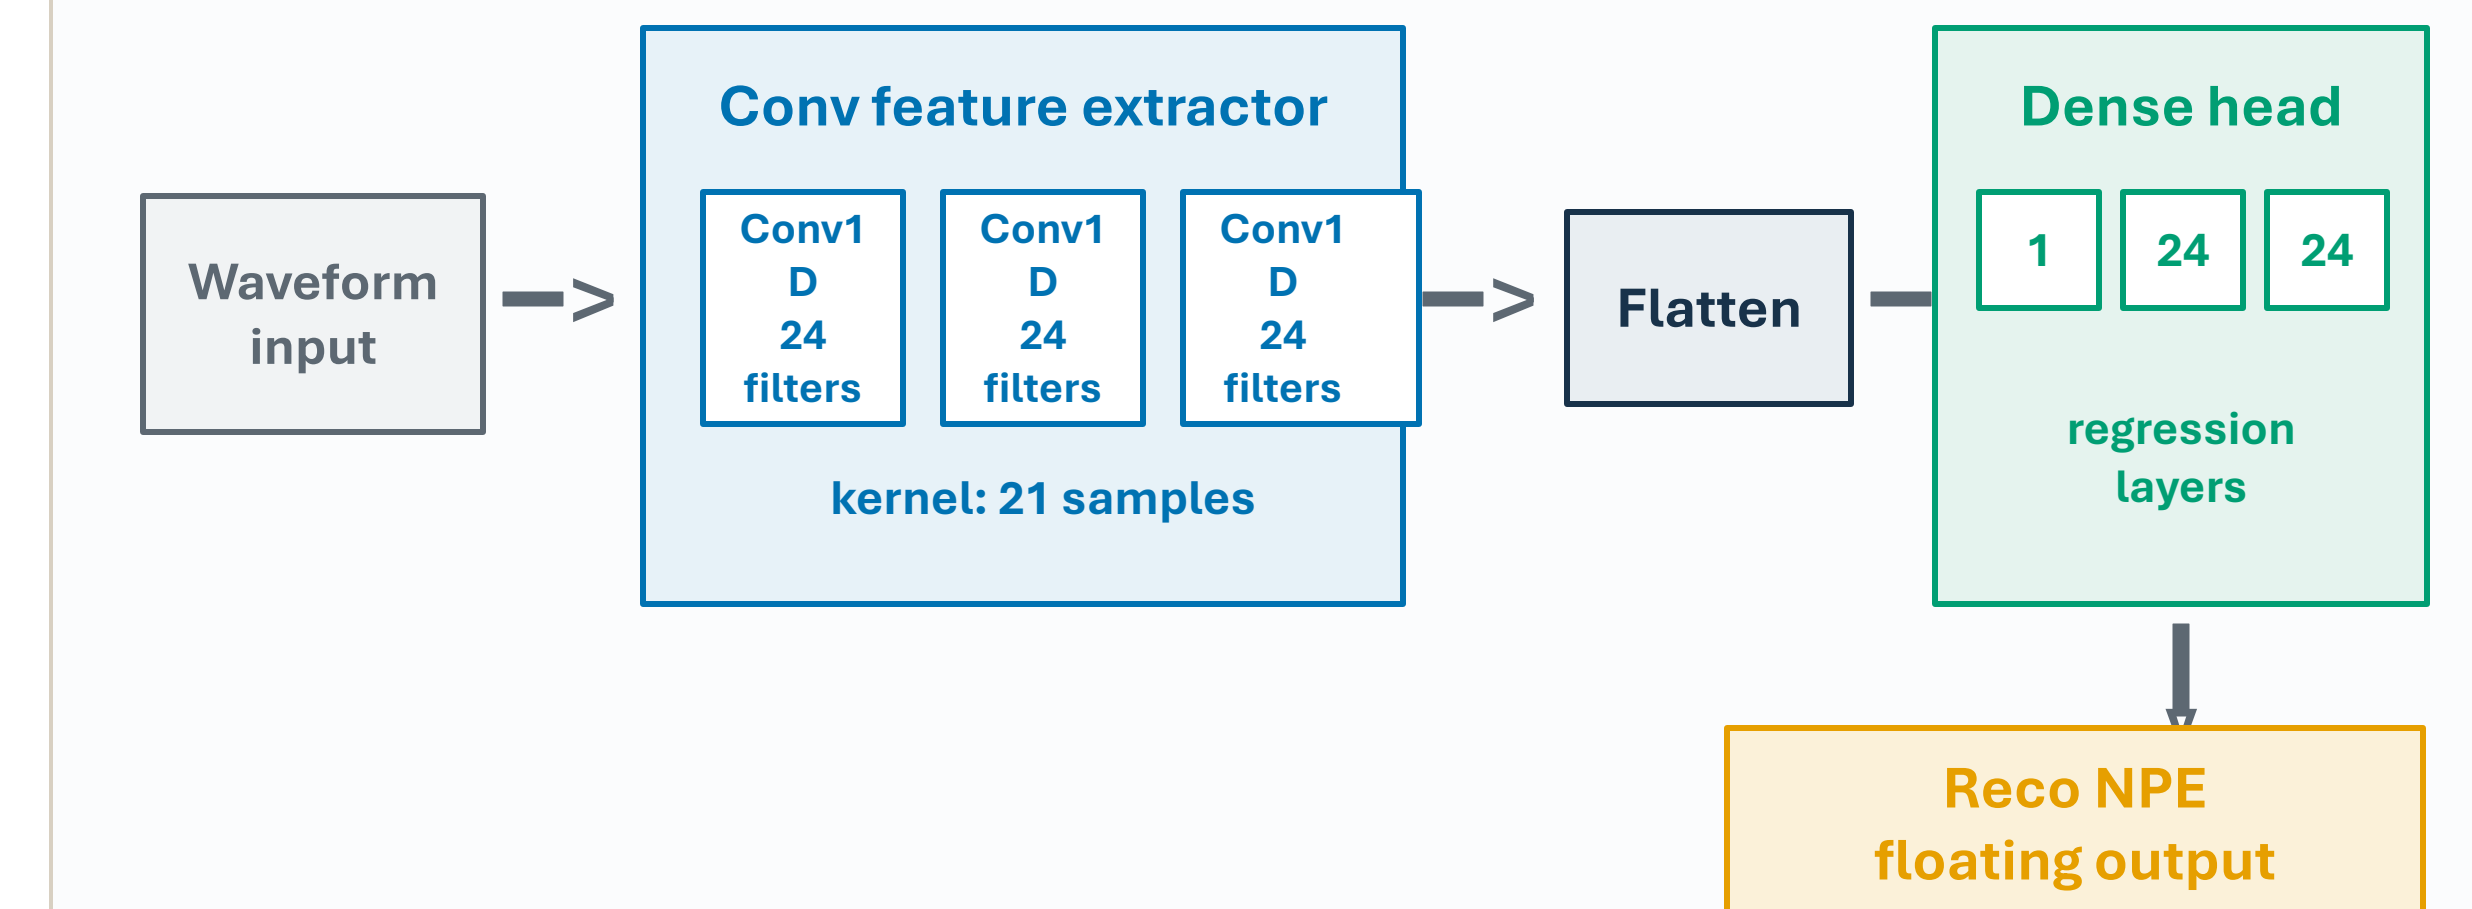 Waveform
input
—>
Conv feature extractor
Conv1
D
24
filters
Conv1
D
24
filters
Conv1
D
24
filters
kernel: 21 samples
—>
Flatten
—
Dense head
1
24
24
regression
layers
Reco NPE
floating output